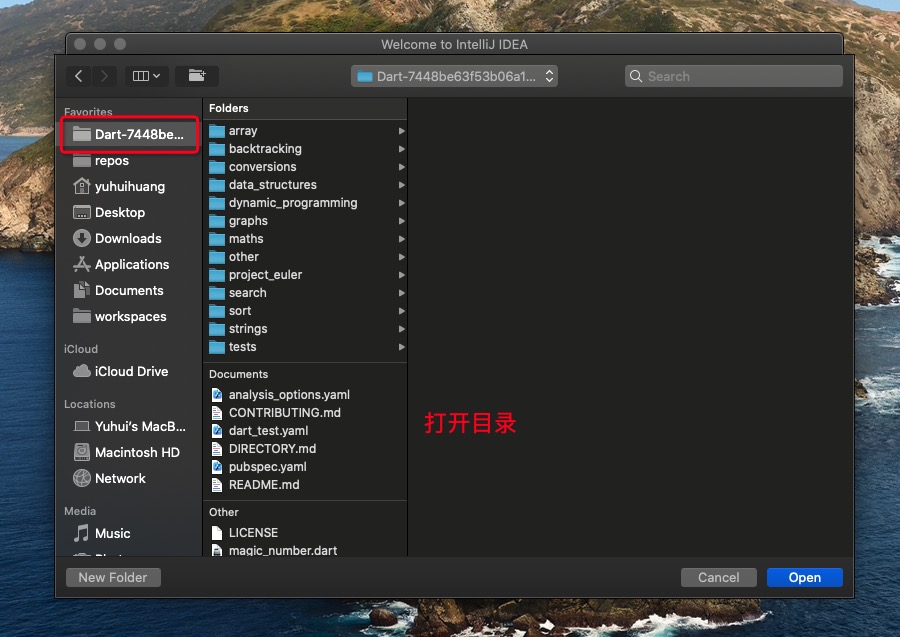 Welcome to IntelliJ IDEA
Dart-7448be63f53b06a1...
Search
Favorites
Dart-7448be...
repos
yuhuihuang
Desktop
Downloads
Applications
Documents
workspaces
iCloud
iCloud Drive
Locations
Yuhui's MacB...
Macintosh HD
Network
Media
Music
Folders
array
backtracking
conversions
data_structures
dynamic_programming
graphs
maths
other
project_euler
search
sort
strings
tests
Documents
analysis_options.yaml
CONTRIBUTING.md
dart_test.yaml
DIRECTORY.md
pubspec.yaml
README.md
Other
LICENSE
magic_number.dart
打开目录
New Folder
Cancel
Open